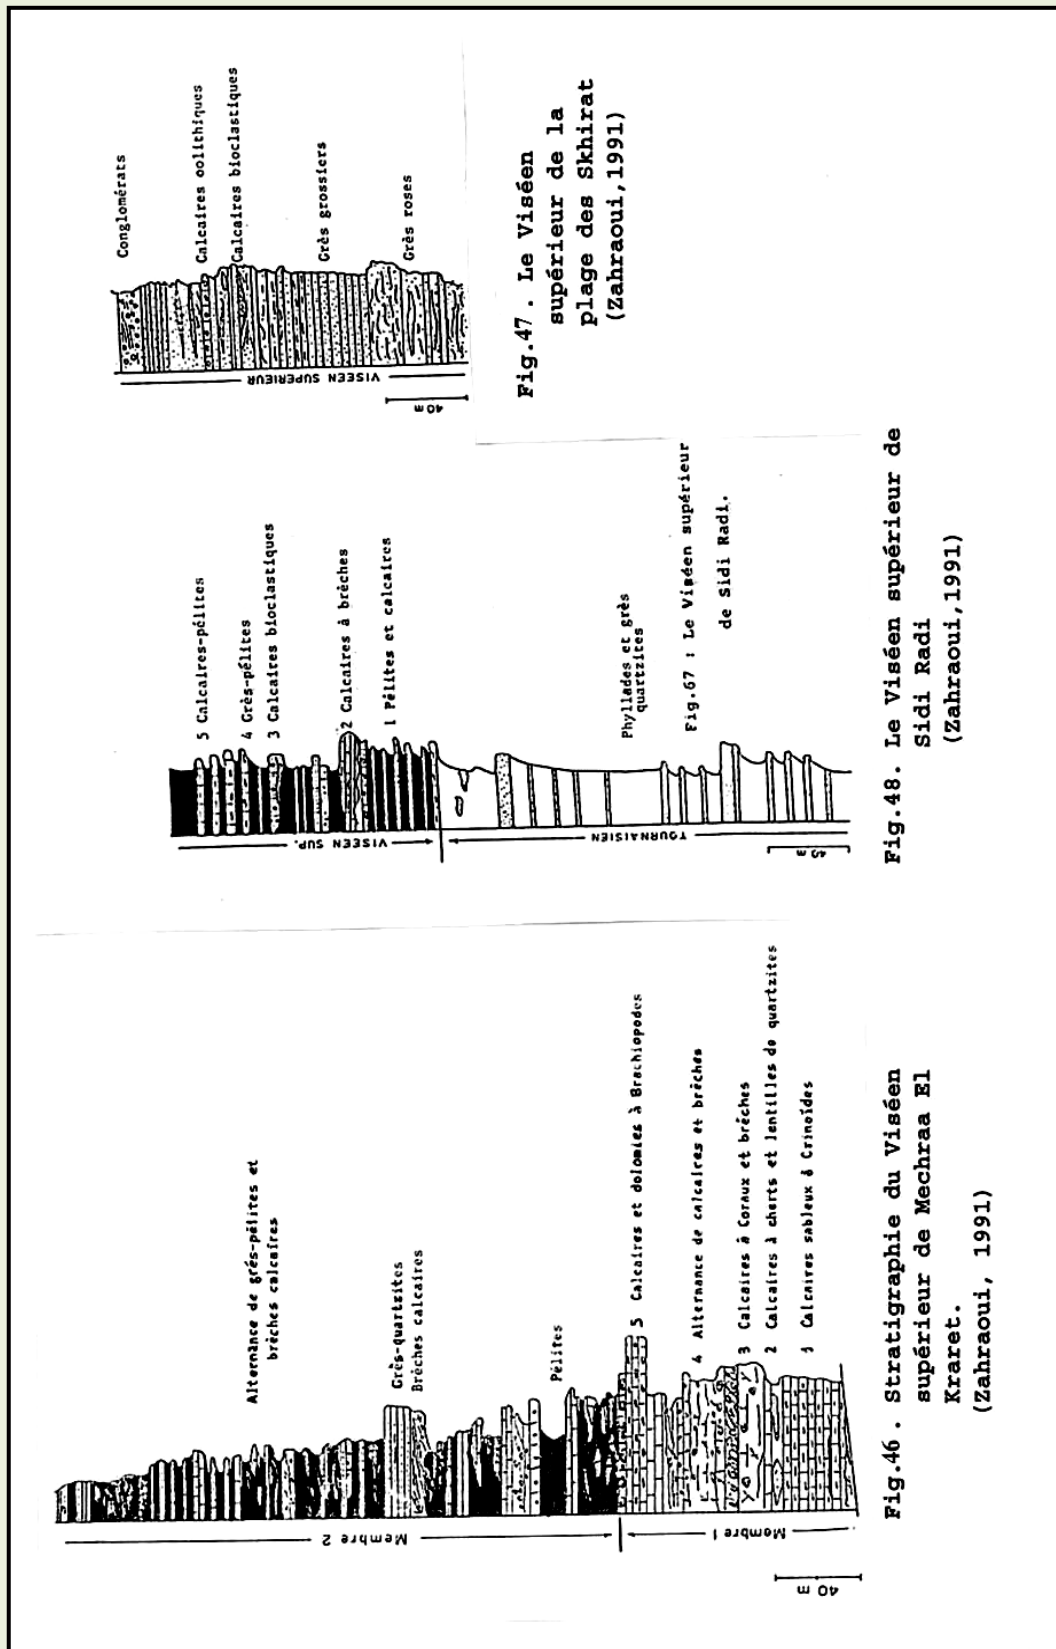 Conglomérats
Calcaires oolithiques
Calcaires bioclastiques
Grès grossiers
Grès roses
VISEEN SUPERIEUR
40m
Fig.47. Le Viséen
supérieur de la
plage des Skhirat
(Zahraoui,1991)
5 Calcaires-pélites
4 Grès-pélites
3 Calcaires bioclastiques
2 Calcaires à brèches
1 Pélites et calcaires
Phyllades et grès
quartzites
Fig.67 : Le Viséen supérieur
de Sidi Radi.
VISEEN SUP.
TOURNAISIEN
40 m
Fig.48. Le Viséen supérieur de
Sidi Radi
(Zahraoui,1991)
Alternance de grés-pélites et
brèches calcaires
Grès-quartzites
Brèches calcaires
Pélites
5 Calcaires et dolomies à Brachiopodes
4 Alternance de calcaires et brèches
3 Calcaires à Coraux et brèches
2 Calcaires à cherts et lentilles de quartzites
1 Calcaires sableux à Crinoïdes
Membre 2
Membre 1
40 m
Fig.46. Stratigraphie du Viséen
supérieur de Mechraa El
Kraret.
(Zahraoui, 1991)